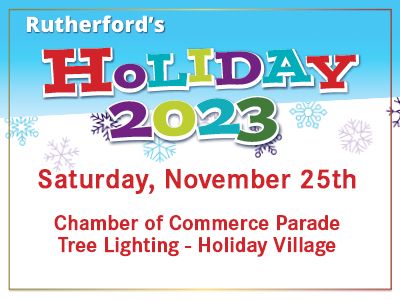 Rutherford's
HOLIDAY
2023
Saturday, November 25th
Chamber of Commerce Parade
Tree Lighting - Holiday Village